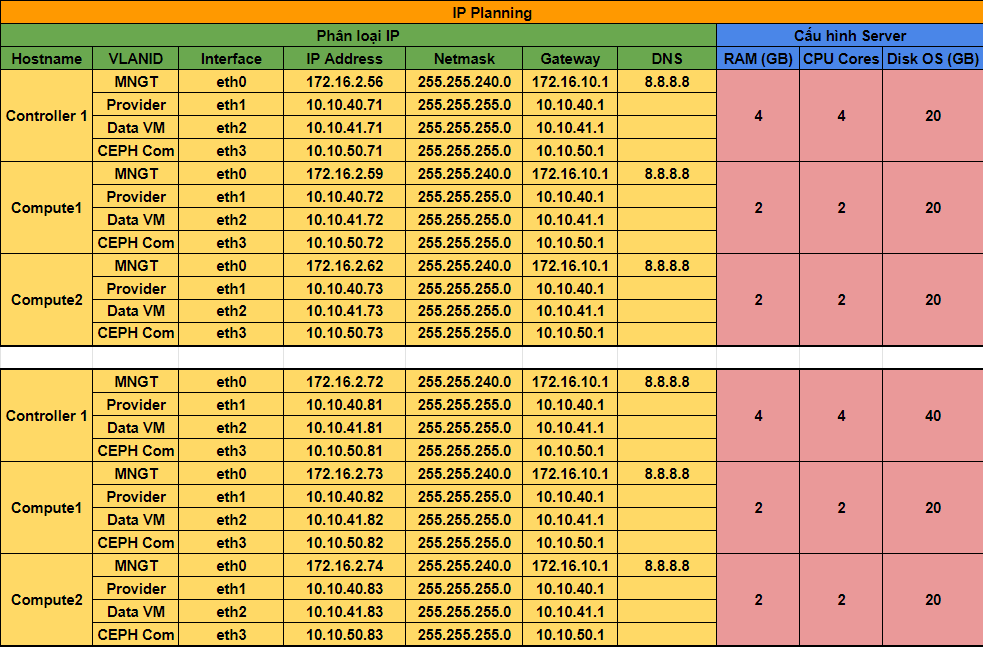 IP Planning
Phân loại IP Cấu hình Server
Hostname VLANID Interface IP Address Netmask Gateway DNS RAM (GB) CPU Cores Disk OS (GB)
Controller 1 MNGT eth0 172.16.2.56 255.255.240.0 172.16.10.1 8.8.8.8 4 4 20
Provider eth1 10.10.40.71 255.255.255.0 10.10.40.1
Data VM eth2 10.10.41.71 255.255.255.0 10.10.41.1
CEPH Com eth3 10.10.50.71 255.255.255.0 10.10.50.1
Compute1 MNGT eth0 172.16.2.59 255.255.240.0 172.16.10.1 8.8.8.8 2 2 20
Provider eth1 10.10.40.72 255.255.255.0 10.10.40.1
Data VM eth2 10.10.41.72 255.255.255.0 10.10.41.1
CEPH Com eth3 10.10.50.72 255.255.255.0 10.10.50.1
Compute2 MNGT eth0 172.16.2.62 255.255.240.0 172.16.10.1 8.8.8.8 2 2 20
Provider eth1 10.10.40.73 255.255.255.0 10.10.40.1
Data VM eth2 10.10.41.73 255.255.255.0 10.10.41.1
CEPH Com eth3 10.10.50.73 255.255.255.0 10.10.50.1
Controller 1 MNGT eth0 172.16.2.72 255.255.240.0 172.16.10.1 8.8.8.8 4 4 40
Provider eth1 10.10.40.81 255.255.255.0 10.10.40.1
Data VM eth2 10.10.41.81 255.255.255.0 10.10.41.1
CEPH Com eth3 10.10.50.81 255.255.255.0 10.10.50.1
Compute1 MNGT eth0 172.16.2.73 255.255.240.0 172.16.10.1 8.8.8.8 2 2 20
Provider eth1 10.10.40.82 255.255.255.0 10.10.40.1
Data VM eth2 10.10.41.82 255.255.255.0 10.10.41.1
CEPH Com eth3 10.10.50.82 255.255.255.0 10.10.50.1
Compute2 MNGT eth0 172.16.2.74 255.255.240.0 172.16.10.1 8.8.8.8 2 2 20
Provider eth1 10.10.40.83 255.255.255.0 10.10.40.1
Data VM eth2 10.10.41.83 255.255.255.0 10.10.41.1
CEPH Com eth3 10.10.50.83 255.255.255.0 10.10.50.1